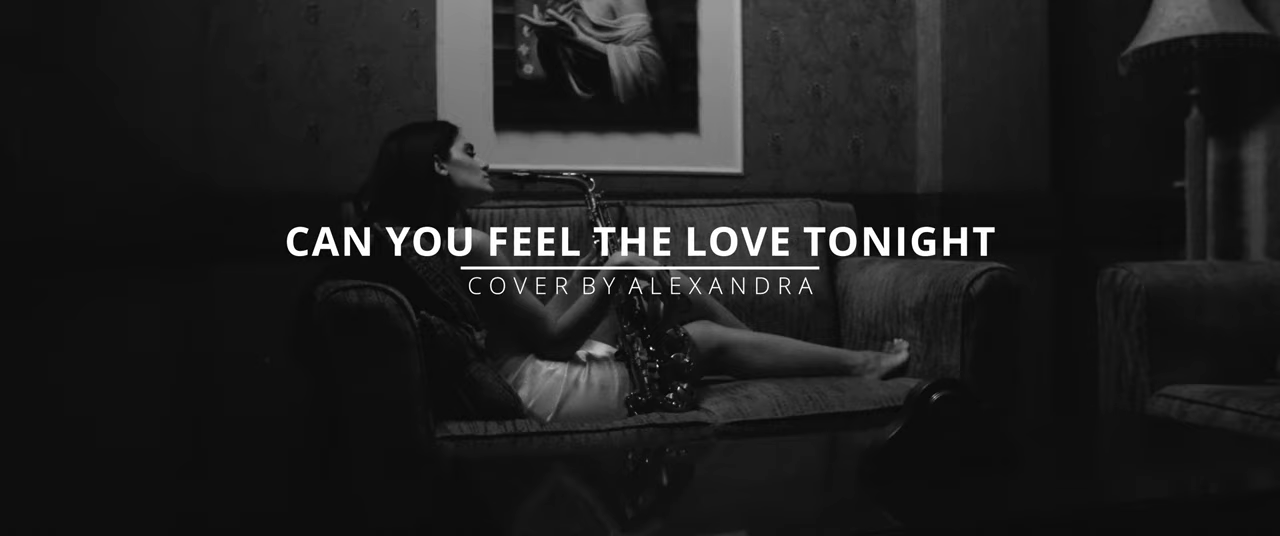 CAN YOU FEEL THE LOVE TONIGHT
COVER BY ALEXANDRA